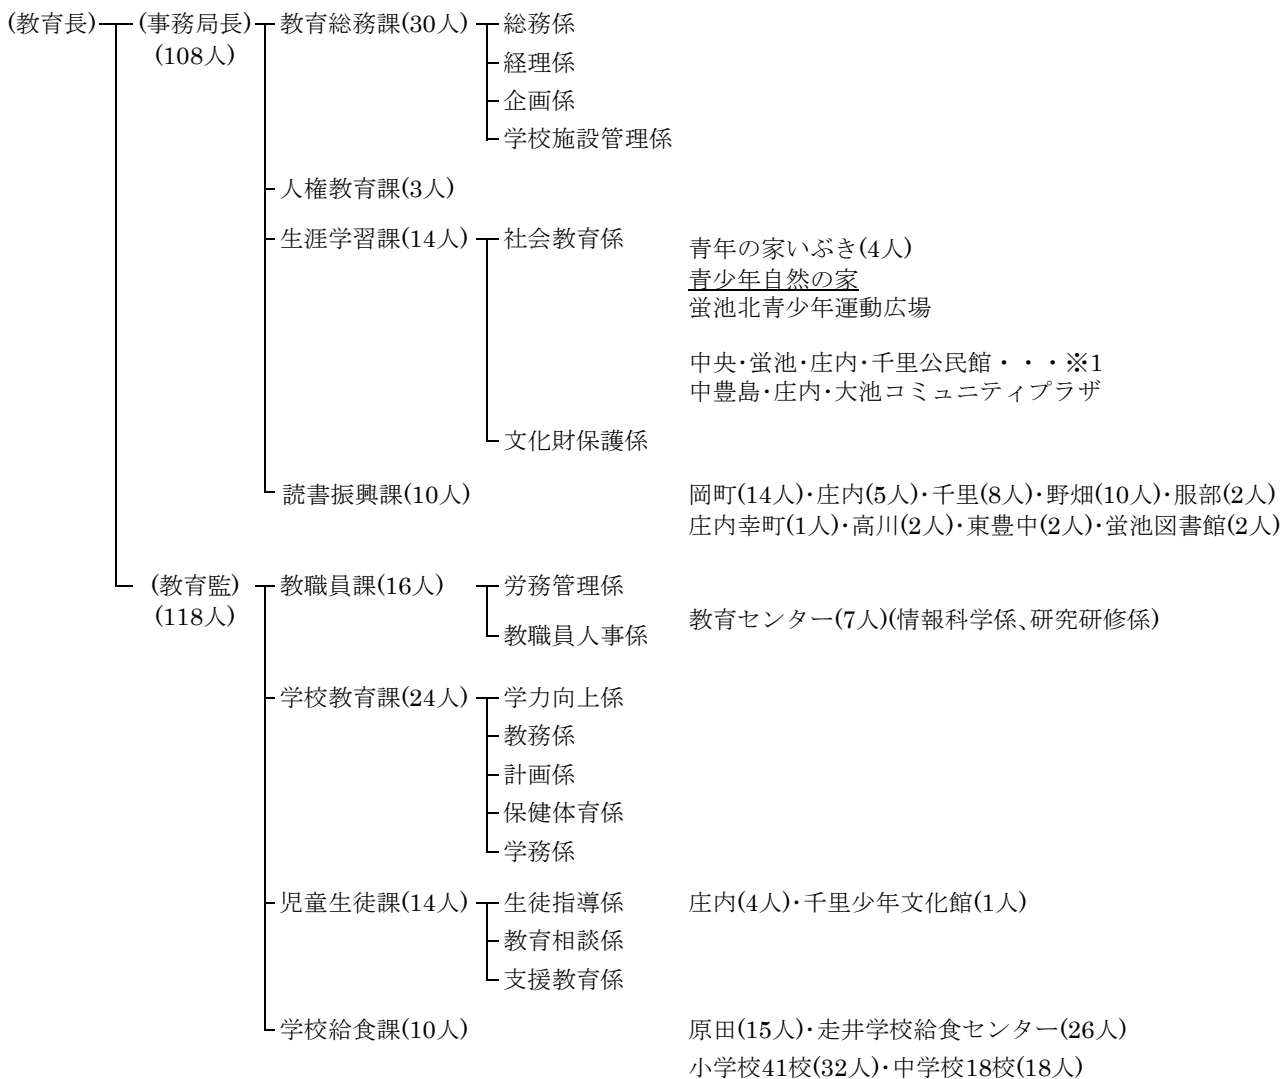 (教育長) (事務局長) 教育総務課(30人) 総務係
(108人) 経理係
企画係
学校施設管理係
人権教育課(3人)
生涯学習課(14人) 社会教育係 青年の家いぶき(4人)
青少年自然の家
蛍池北青少年運動広場
中央・蛍池・庄内・千里公民館・・・※1
中豊島・庄内・大池コミュニティプラザ
文化財保護係
読書振興課(10人) 岡町(14人)・庄内(5人)・千里(8人)・野畑(10人)・服部(2人)
庄内幸町(1人)・高川(2人)・東豊中(2人)・蛍池図書館(2人)
(教育監) 教職員課(16人) 労務管理係
(118人) 教育センター(7人)(情報科学係、研究研修係)
教職員人事係
学校教育課(24人) 学力向上係
教務係
計画係
保健体育係
学務係
児童生徒課(14人) 生徒指導係 庄内(4人)・千里少年文化館(1人)
教育相談係
支援教育係
学校給食課(10人) 原田(15人)・走井学校給食センター(26人)
小学校41校(32人)・中学校18校(18人)